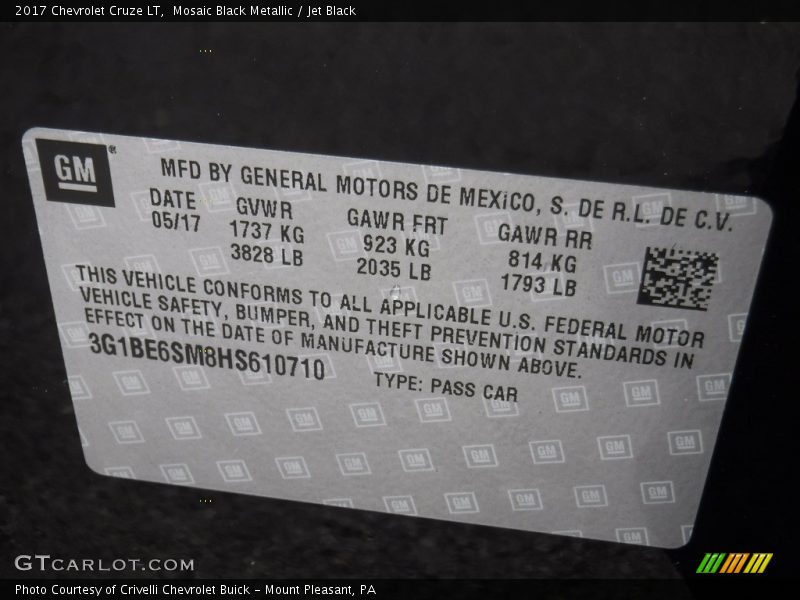 2017 Chevrolet Cruze LT, Mosaic Black Metallic / Jet Black
GM®
MFD BY GENERAL MOTORS DE MEXiCO, S. DE R.L. DE C.V.
DATE GVWR GAWR FRT GAWR RR
05/17 1737 KG 923 KG 814 KG
3828 LB 2035 LB 1793 LB
THIS VEHICLE CONFORMS TO ALL APPLICABLE U.S. FEDERAL MOTOR
VEHICLE SAFETY, BUMPER, AND THEFT PREVENTION STANDARDS IN
EFFECT ON THE DATE OF MANUFACTURE SHOWN ABOVE.
3G1BE6SM8HS610710 TYPE: PASS CAR
GTCARLOT.COM
Photo Courtesy of Crivelli Chevrolet Buick - Mount Pleasant, PA